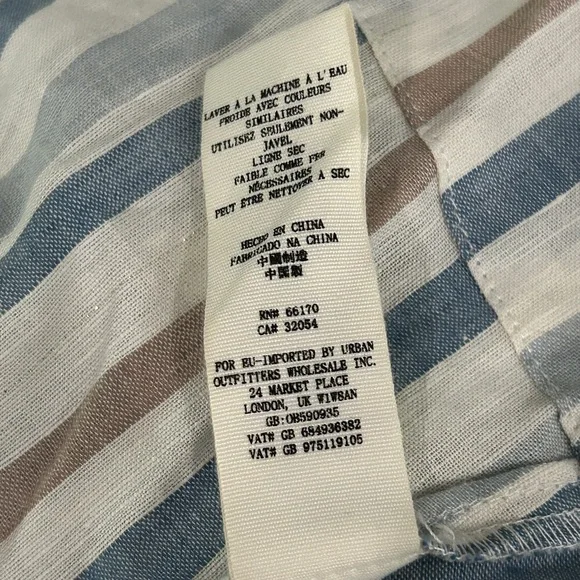 LAVER À LA MACHINE À L'EAU
FROIDE AVEC COULEURS
SIMILAIRES
UTILISEZ SEULEMENT NON-
JAVEL
LIGNE SEC
FAIBLE COMME FER
NÉCESSAIRES
PEUT ÊTRE NETTOYER À SEC
HECHO EN CHINA
FABRICADO NA CHINA
中國制造
中国製
RN# 66170
CA# 32054
FOR EU-IMPORTED BY URBAN
OUTFITTERS WHOLESALE INC.
24 MARKET PLACE
LONDON, UK W1W8AN
GB:OB590935
VAT# GB 684936382
VAT# GB 975119105